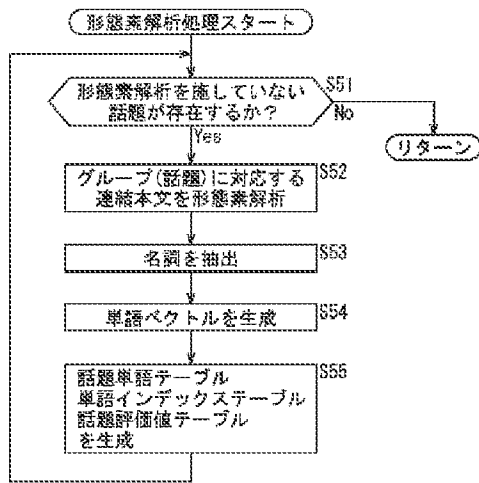 形態素解析処理スタート
形態素解析を施していない
話題が存在するか？
S51
No
リターン
Yes
グループ(話題)に対応する
連結本文を形態素解析
S52
名詞を抽出
S53
単語ベクトルを生成
S54
話題単語テーブル
単語インデックステーブル
話題評価値テーブル
を生成
S55